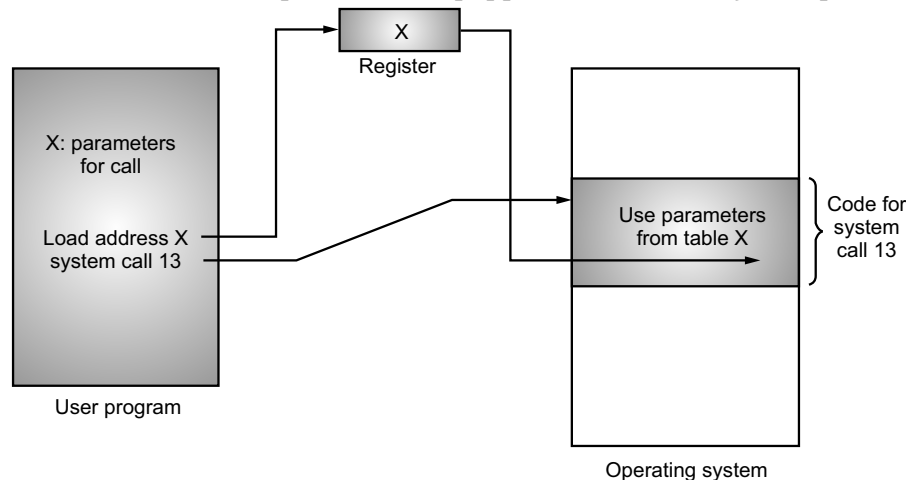 X
Register
X: parameters
for call
Load address X
system call 13
Use parameters
from table X
Code for
system
call 13
User program
Operating system